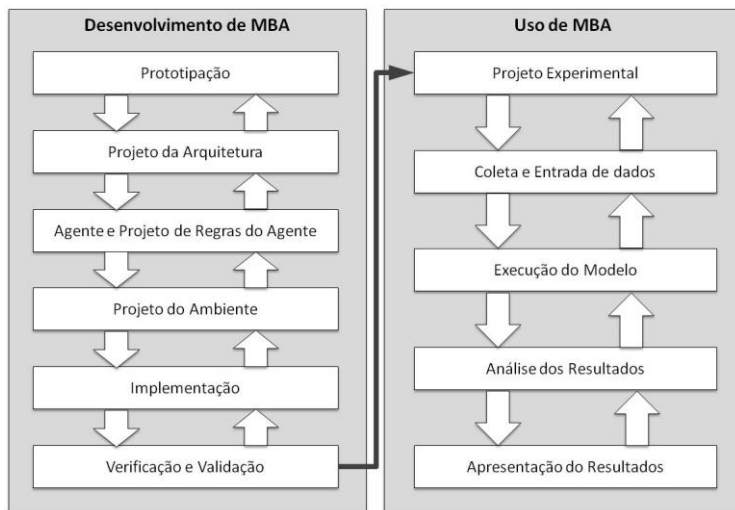 Desenvolvimento de MBA
Prototipação
Projeto da Arquitetura
Agente e Projeto de Regras do Agente
Projeto do Ambiente
Implementação
Verificação e Validação
Uso de MBA
Projeto Experimental
Coleta e Entrada de dados
Execução do Modelo
Análise dos Resultados
Apresentação do Resultados